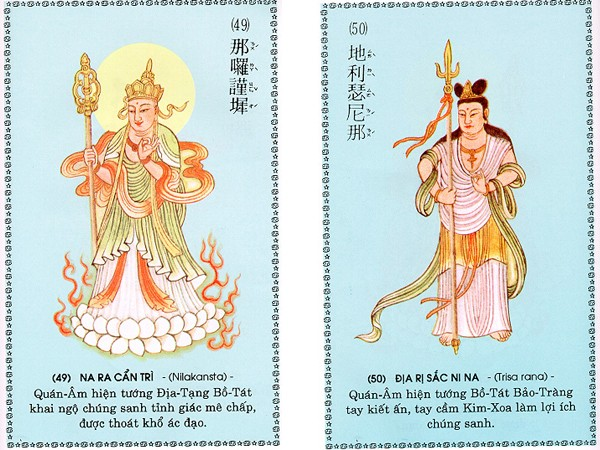 (49)
那囉謹墀
(49) NA RA CẨN TRÌ - (Nilakansta) -
Quán-Âm hiện tướng Địa-Tạng Bồ-Tát
khai ngộ chúng sanh tỉnh giác mê chấp,
được thoát khổ ác đạo.
(50)
地利瑟尼那
(50) ĐỊA RỊ SẮC NI NA - (Trisa rana) -
Quán-Âm hiện tướng Bồ-Tát Bảo-Tràng
tay kiết ấn, tay cầm Kim-Xoa làm lợi ích
chúng sanh.